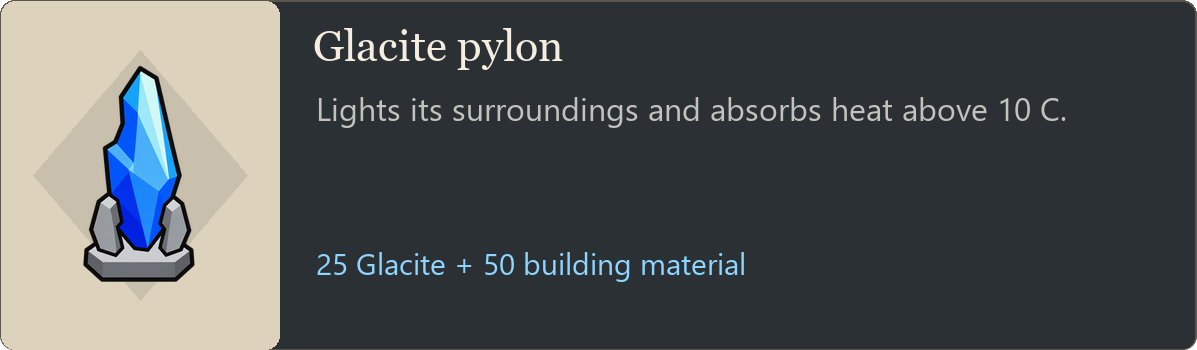 Glacite pylon
Lights its surroundings and absorbs heat above 10 C.
25 Glacite + 50 building material